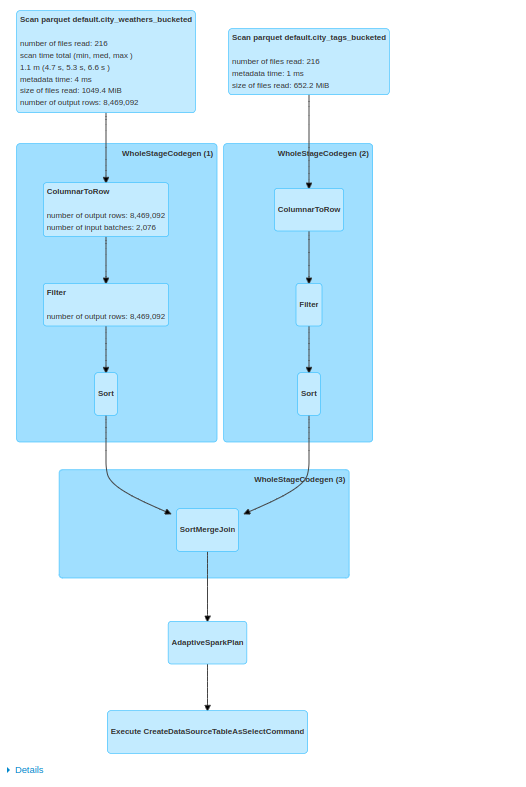 Scan parquet default.city_weathers_bucketed
number of files read: 216
scan time total (min, med, max )
1.1 m (4.7 s, 5.3 s, 6.6 s )
metadata time: 4 ms
size of files read: 1049.4 MiB
number of output rows: 8,469,092
Scan parquet default.city_tags_bucketed
number of files read: 216
metadata time: 1 ms
size of files read: 652.2 MiB
WholeStageCodegen (1)
ColumnarToRow
number of output rows: 8,469,092
number of input batches: 2,076
Filter
number of output rows: 8,469,092
Sort
WholeStageCodegen (2)
ColumnarToRow
Filter
Sort
WholeStageCodegen (3)
SortMergeJoin
AdaptiveSparkPlan
Execute CreateDataSourceTableAsSelectCommand
Details